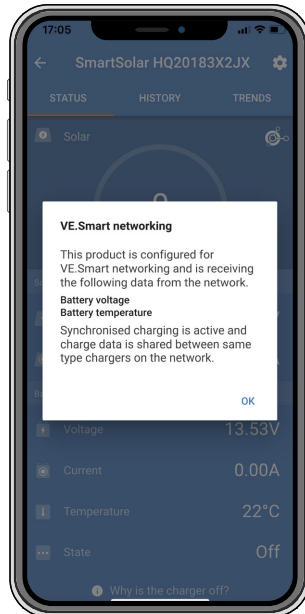 17:05
SmartSolar HQ20183X2JX
STATUS HISTORY TRENDS
Solar
VE.Smart networking
This product is configured for
VE.Smart networking and is receiving
the following data from the network.
Battery voltage
Battery temperature
Synchronised charging is active and
charge data is shared between same
type chargers on the network.
OK
Voltage 13.53V
Current 0.00A
Temperature 22°C
State Off
Why is the charger off?